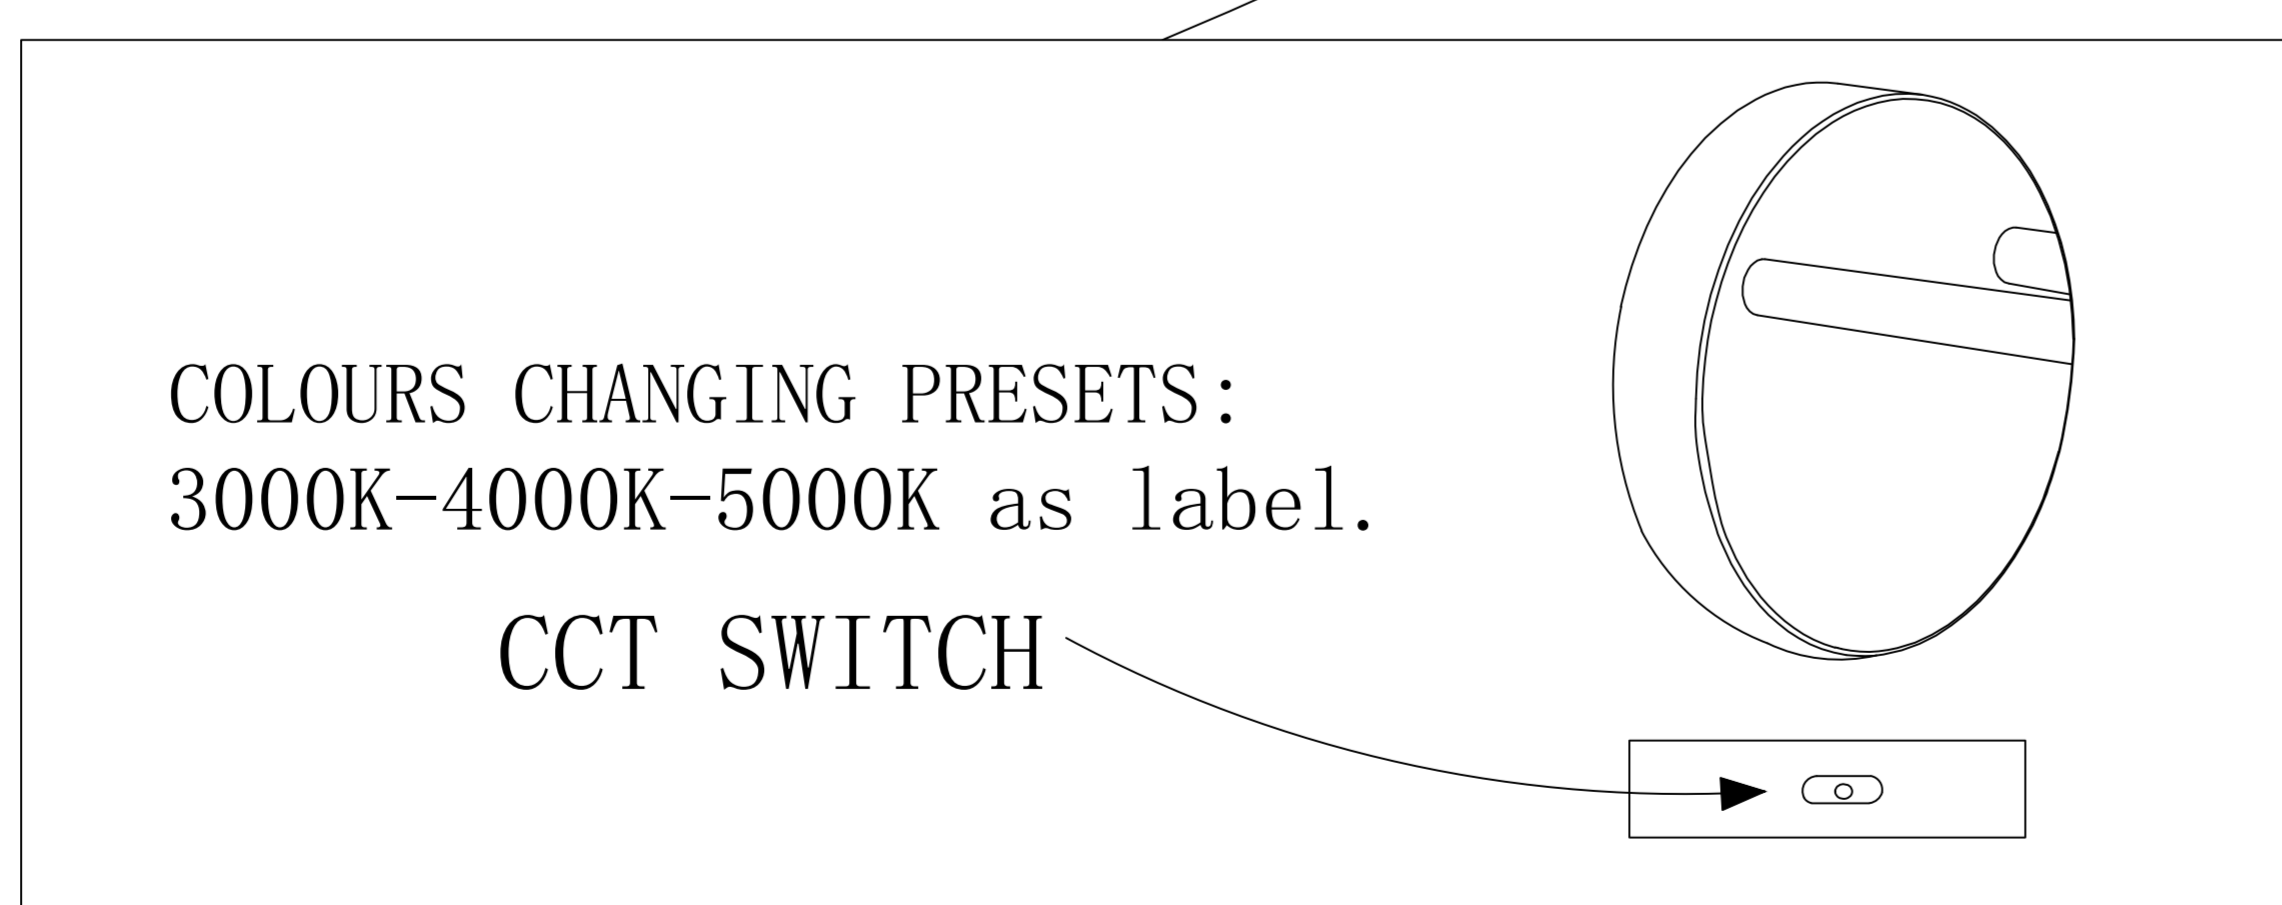 COLOURS CHANGING PRESETS:
3000K-4000K-5000K as label.
CCT SWITCH